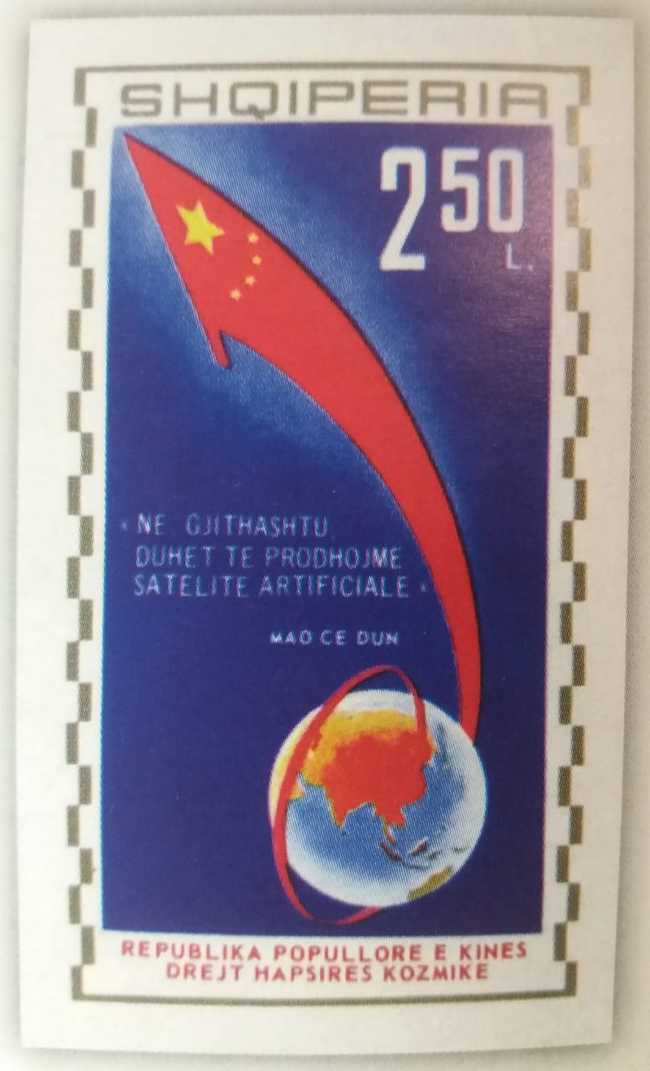 SHQIPERIA
2 50
L.
« NE GJITHASHTU
DUHET TE PRODHOJME
SATELITE ARTIFICIALE »
MAO CE DUN
REPUBLIKA POPULLORE E KINES
DREJT HAPSIRES KOZMIKE